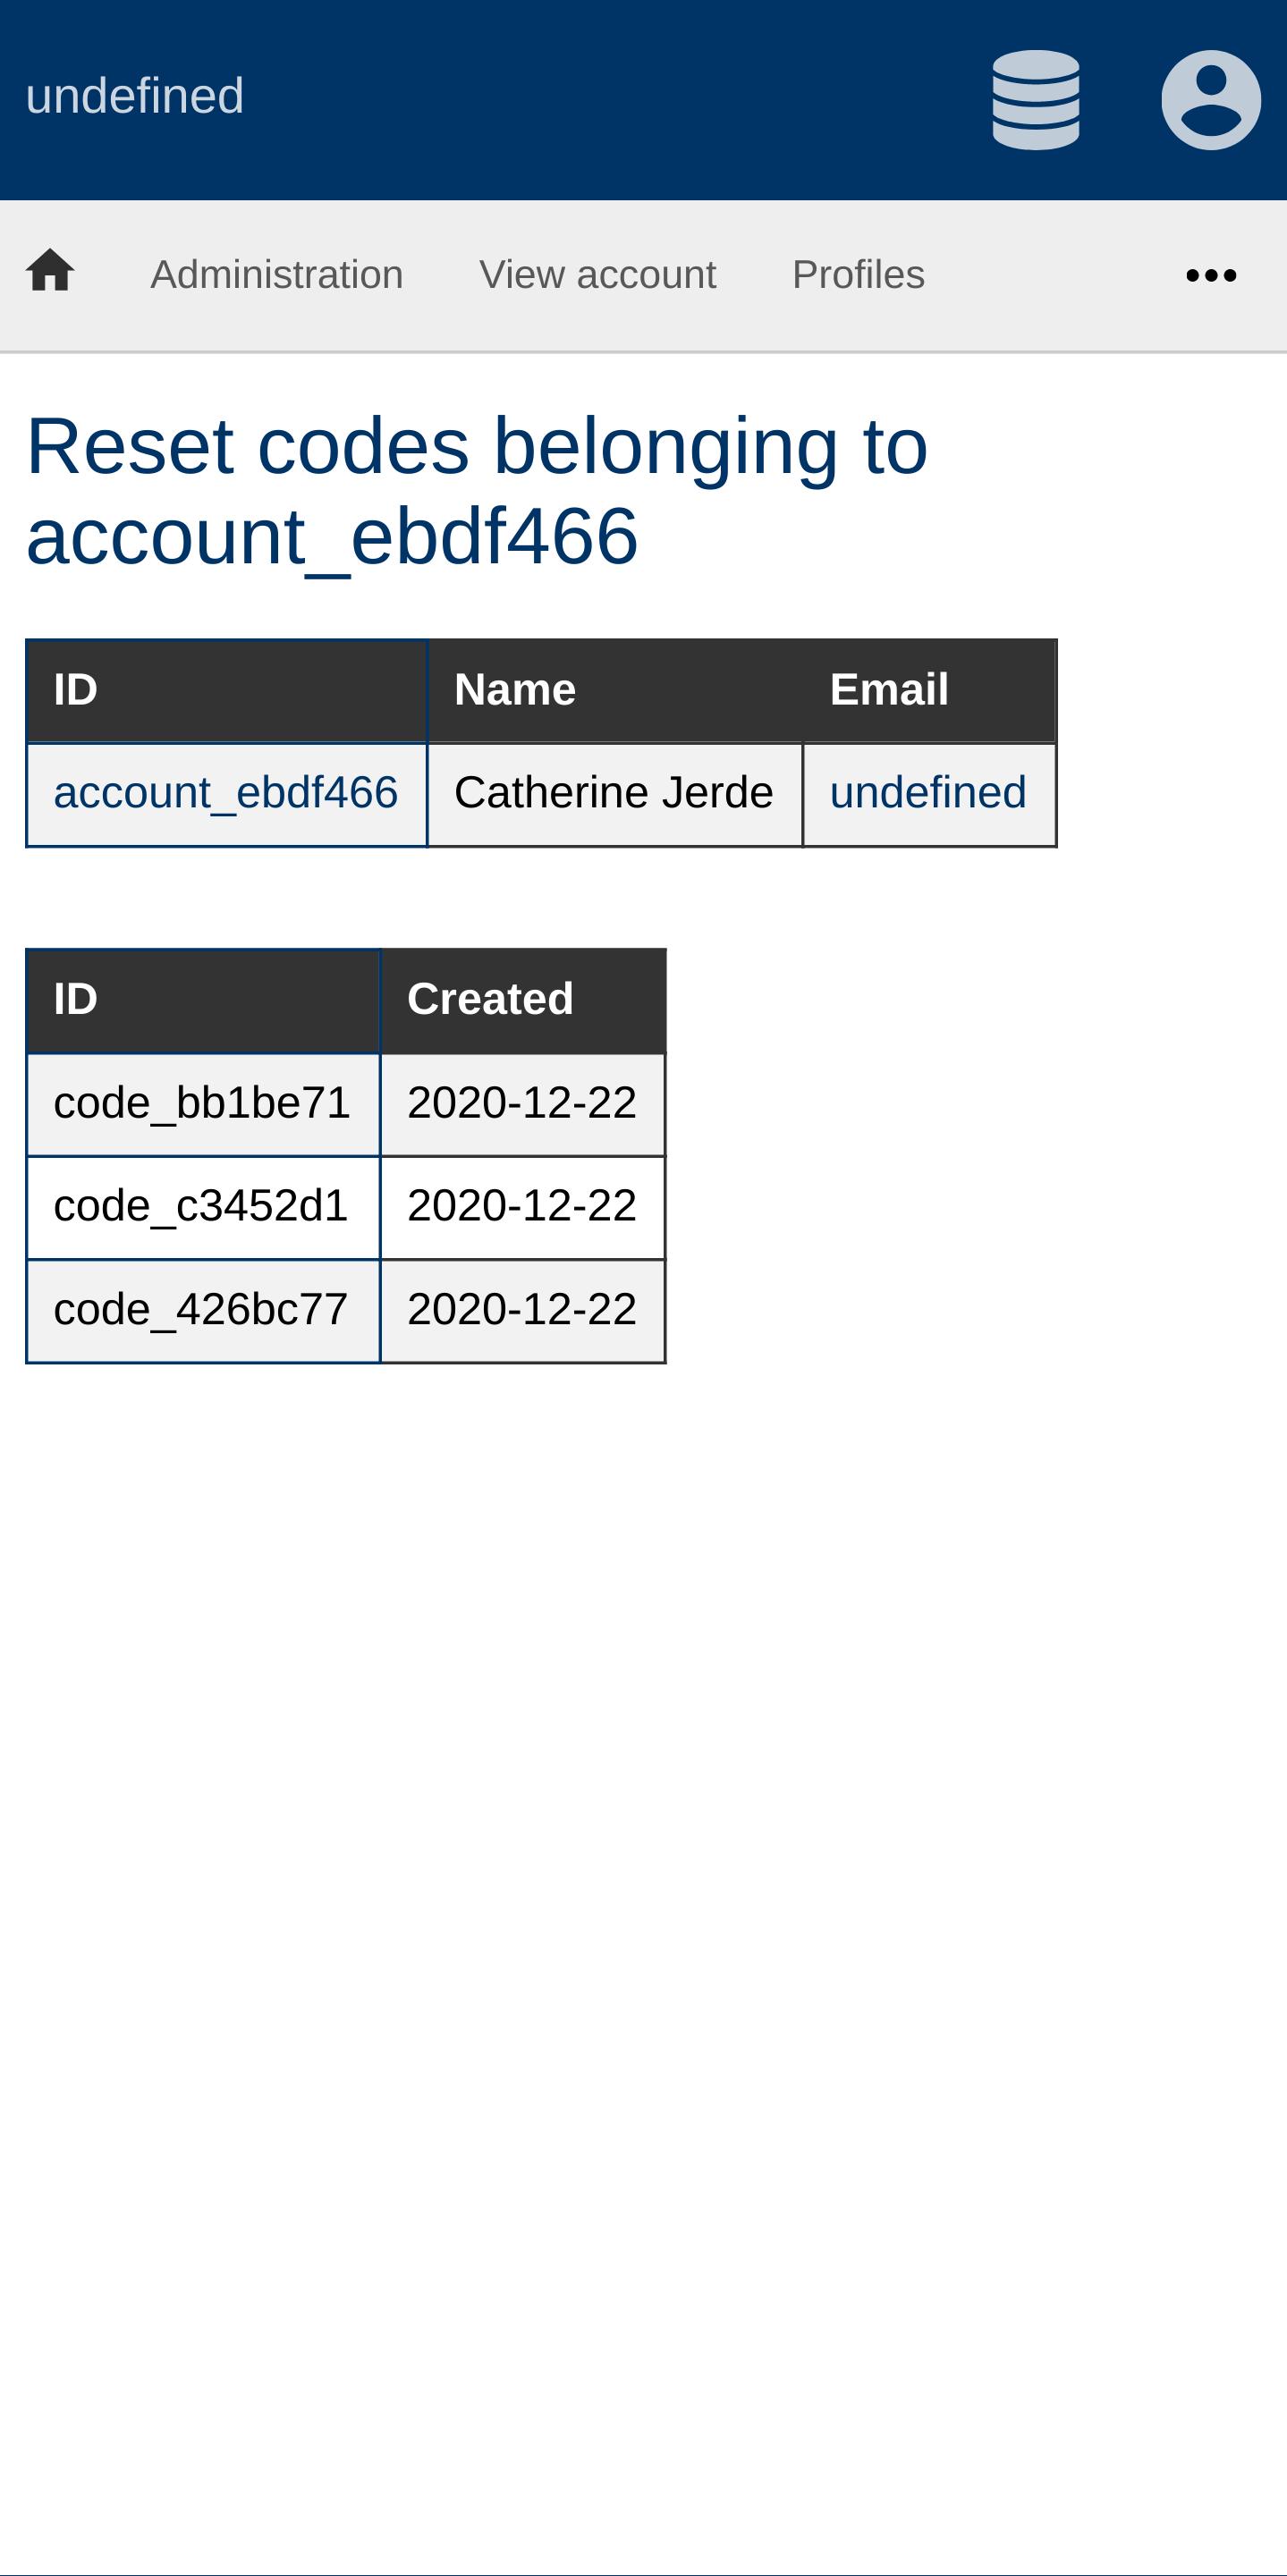 undefined
Administration View account Profiles
Reset codes belonging to
account_ebdf466
ID Name Email
account_ebdf466 Catherine Jerde undefined
ID Created
code_bb1be71 2020-12-22
code_c3452d1 2020-12-22
code_426bc77 2020-12-22